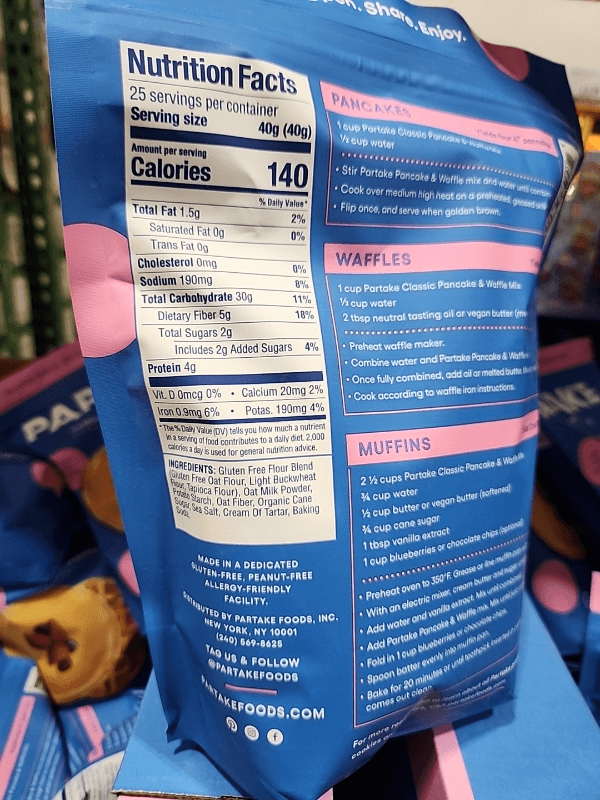 Share. Enjoy.
Nutrition Facts
25 servings per container
Serving size 40g (40g)
Amount per serving
Calories 140
% Daily Value*
Total Fat 1.5g 2%
Saturated Fat 0g 0%
Trans Fat 0g
Cholesterol 0mg 0%
Sodium 190mg 8%
Total Carbohydrate 30g 11%
Dietary Fiber 5g 18%
Total Sugars 2g
Includes 2g Added Sugars 4%
Protein 4g
Vit. D 0mcg 0% • Calcium 20mg 2%
Iron 0.9mg 6% • Potas. 190mg 4%
*The % Daily Value (DV) tells you how much a nutrient
in a serving of food contributes to a daily diet. 2,000
calories a day is used for general nutrition advice.
INGREDIENTS: Gluten Free Flour Blend
(Gluten Free Oat Flour, Light Buckwheat
Flour, Tapioca Flour), Oat Milk Powder,
Potato Starch, Oat Fiber, Organic Cane
Sugar, Sea Salt, Cream Of Tartar, Baking
Soda.
MADE IN A DEDICATED
GLUTEN-FREE, PEANUT-FREE
ALLERGY-FRIENDLY
FACILITY.
DISTRIBUTED BY PARTAKE FOODS, INC.
NEW YORK, NY 10001
(240) 569-8625
TAG US & FOLLOW
@PARTAKEFOODS
PARTAKEFOODS.COM
PANCAKES
1 cup Partake Classic Pancake &
½ cup water
• Stir Partake Pancake & Waffle mix and water until
• Cook over medium high heat on a preheated, greased
• Flip once, and serve when golden brown.
WAFFLES
1 cup Partake Classic Pancake & Waffle Mix
½ cup water
2 tbsp neutral tasting oil or vegan butter
• Preheat waffle maker.
• Combine water and Partake Pancake & Waffle
• Once fully combined, add oil or melted butter.
• Cook according to waffle iron instructions.
MUFFINS
2 ½ cups Partake Classic Pancake & Waffle
¾ cup water
½ cup butter or vegan butter (softened)
¾ cup cane sugar
1 tbsp vanilla extract
1 cup blueberries or chocolate chips (optional)
• Preheat oven to 350°F. Grease or line muffin
• With an electric mixer, cream butter and sugar
• Add water and vanilla extract. Mix until combined
• Add Partake Pancake & Waffle mix. Mix until
• Fold in 1 cup blueberries or chocolate chips.
• Spoon batter evenly into muffin pan.
• Bake for 20 minutes or until toothpick inserted
comes out clean.
For more
cookies
PAR